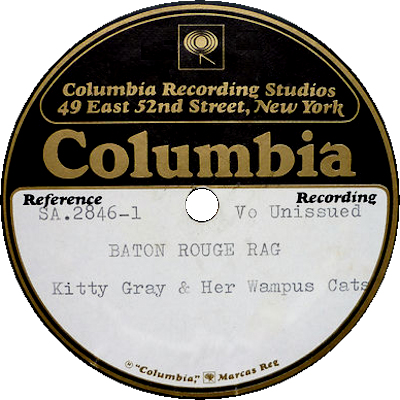 Columbia Recording Studios
49 East 52nd Street, New York
Columbia
Reference Recording
SA.2846-1 Vo Unissued
BATON ROUGE RAG
Kitty Gray & Her Wampus Cats
® "Columbia," Marcas Reg